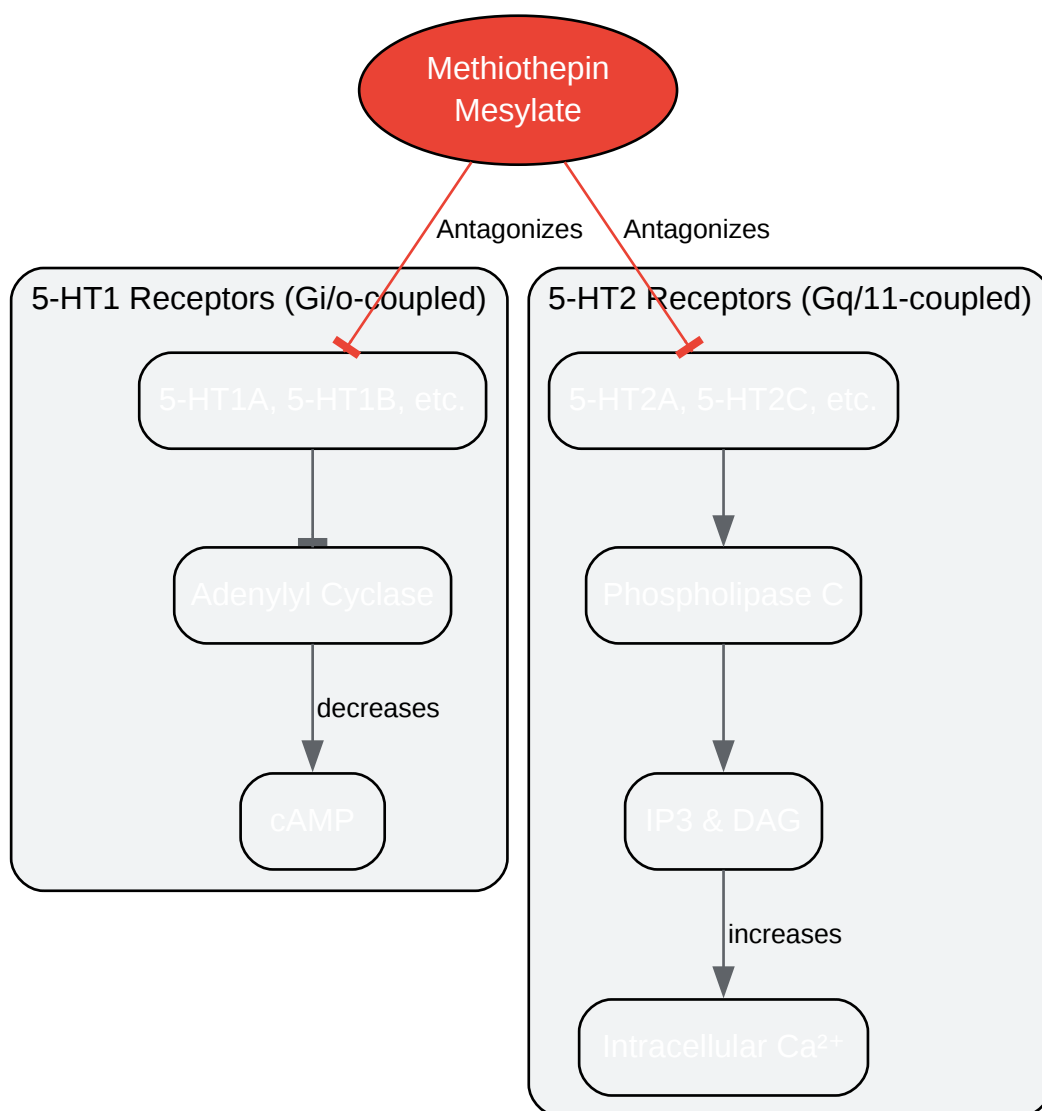 Methiothepin
Mesylate
Antagonizes
Antagonizes
5-HT1 Receptors (Gi/o-coupled)
5-HT1A, 5-HT1B, etc.
Adenylyl Cyclase
decreases
cAMP
5-HT2 Receptors (Gq/11-coupled)
5-HT2A, 5-HT2C, etc.
Phospholipase C
IP3 & DAG
increases
Intracellular Ca²⁺